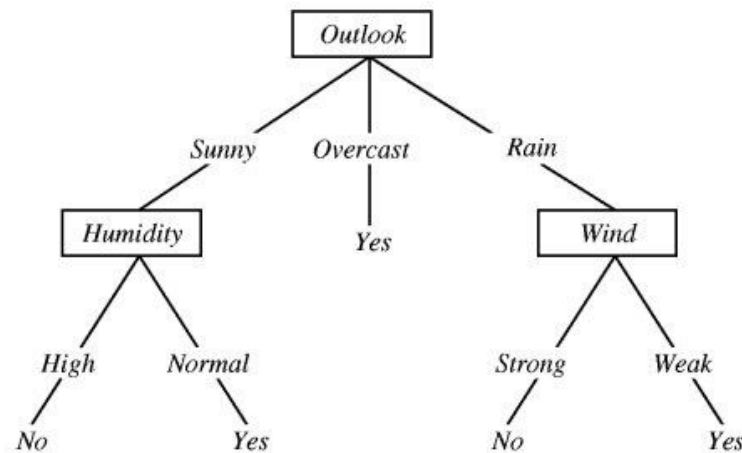 Outlook
Sunny Overcast Rain
Humidity Yes Wind
High Normal Strong Weak
No Yes No Yes